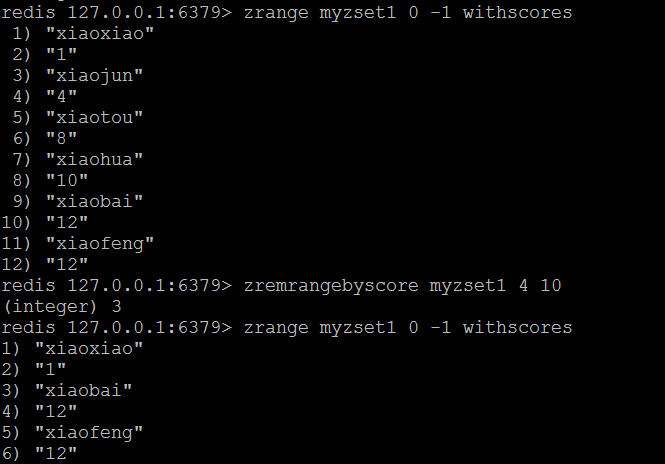 redis 127.0.0.1:6379> zrange myzset1 0 -1 withscores
 1) "xiaoxiao"
 2) "1"
 3) "xiaojun"
 4) "4"
 5) "xiaotou"
 6) "8"
 7) "xiaohua"
 8) "10"
 9) "xiaobai"
10) "12"
11) "xiaofeng"
12) "12"
redis 127.0.0.1:6379> zremrangebyscore myzset1 4 10
(integer) 3
redis 127.0.0.1:6379> zrange myzset1 0 -1 withscores
1) "xiaoxiao"
2) "1"
3) "xiaobai"
4) "12"
5) "xiaofeng"
6) "12"